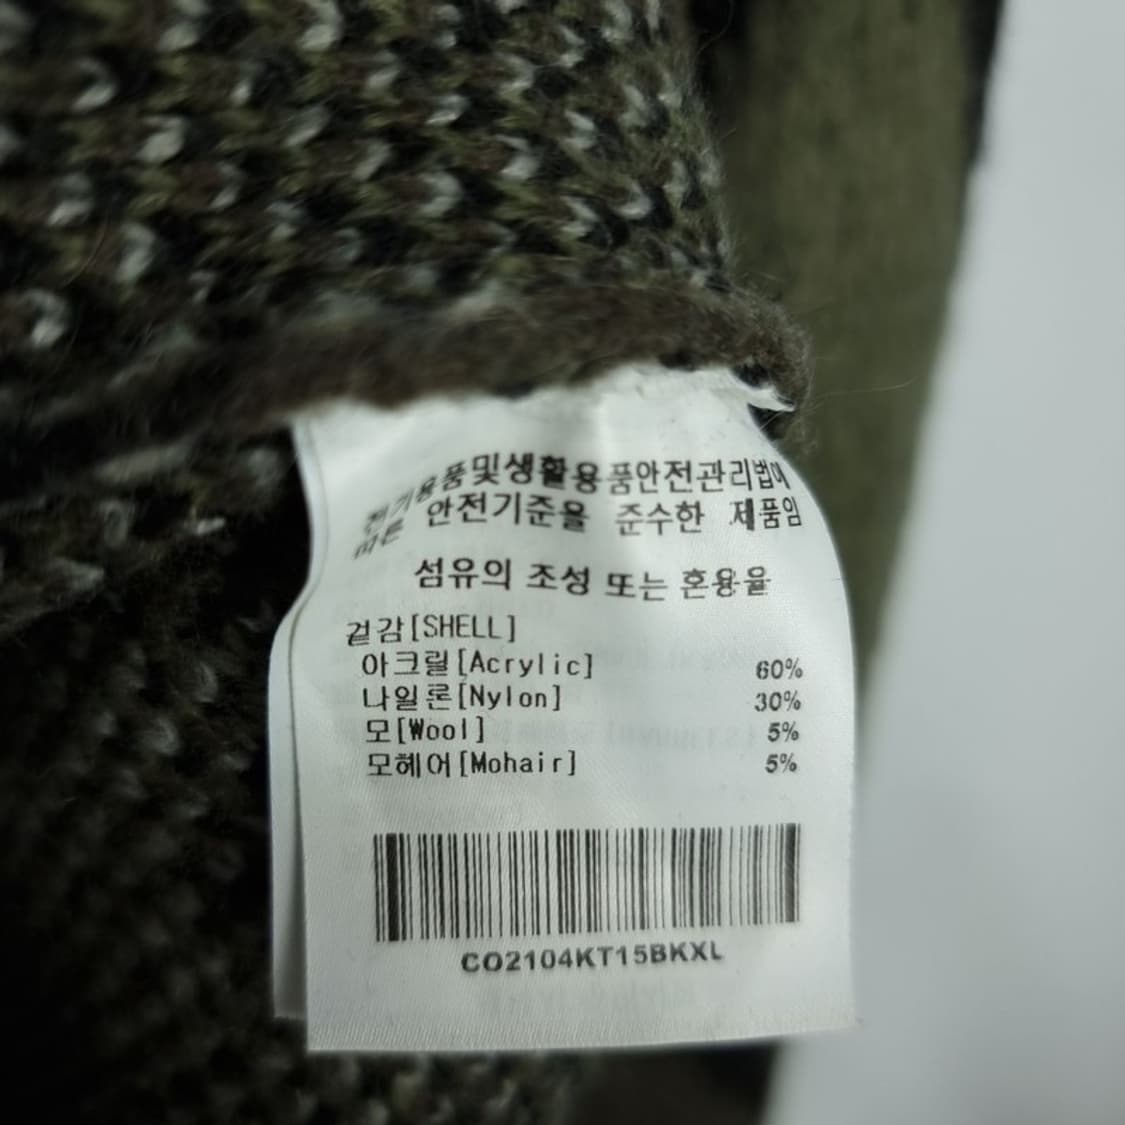 전기용품및생활용품안전관리법에
따른 안전기준을 준수한 제품임
섬유의 조성 또는 혼용율
겉감[SHELL]
아크릴[Acrylic] 60%
나일론[Nylon] 30%
모[Wool] 5%
모헤어[Mohair] 5%
CO2104KT15BKXL